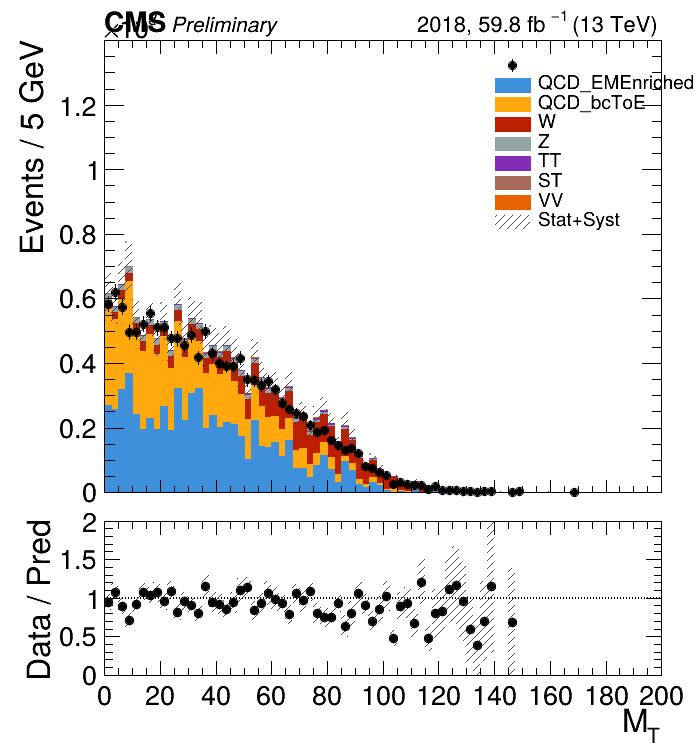 CMS Preliminary 2018, 59.8 fb⁻¹ (13 TeV)
Events / 5 GeV
QCD_EMEnriched
QCD_bcToE
W
Z
TT
ST
VV
Stat+Syst
1.2
1
0.8
0.6
0.4
0.2
0
Data / Pred
2
1.5
1
0.5
0
0 20 40 60 80 100 120 140 160 180 200
M_T